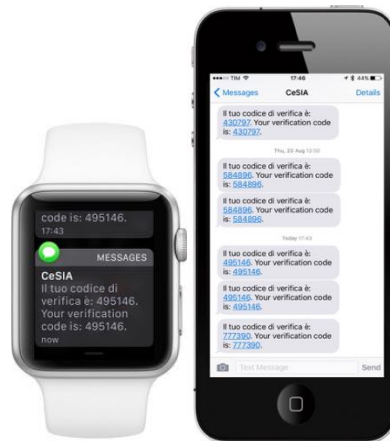 code is: 495146.
17:43
MESSAGES
CeSIA
Il tuo codice di
verifica è: 495146.
Your verification
code is: 495146.
now
TIM 17:46 44%
Messages CeSIA Details
Il tuo codice di verifica è:
430797. Your verification code
is: 430797.
Thu, 20 Aug 13:50
Il tuo codice di verifica è:
584896. Your verification code
is: 584896.
Il tuo codice di verifica è:
584896. Your verification code
is: 584896.
Today 17:43
Il tuo codice di verifica è:
495146. Your verification code
is: 495146.
Il tuo codice di verifica è:
495146. Your verification code
is: 495146.
Il tuo codice di verifica è:
777390. Your verification code
is: 777390.
Text Message Send